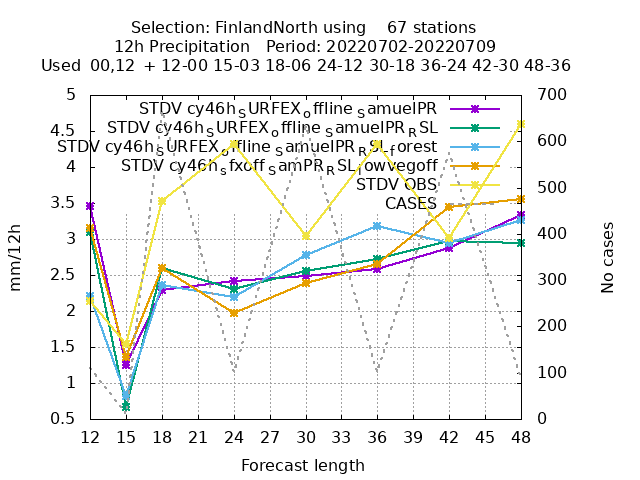 Selection: FinlandNorth using    67 stations
12h Precipitation   Period: 20220702-20220709
Used  00,12  + 12-00 15-03  18-06 24-12  30-18 36-24  42-30 48-36
STDV cy46h_SURFEX_offline_SamuelPR
STDV cy46h_SURFEX_offline_SamuelPR_RSL
STDV cy46h_SURFEX_offline_SamuelPR_RSL_forest
STDV cy46h_sfxoff_SamPR_RSL_lowvegoff
STDV OBS
CASES
mm/12h
No cases
5
4.5
4
3.5
3
2.5
2
1.5
1
0.5
700
600
500
400
300
200
100
0
12 15 18 21 24 27 30 33 36 39 42 45 48
Forecast length